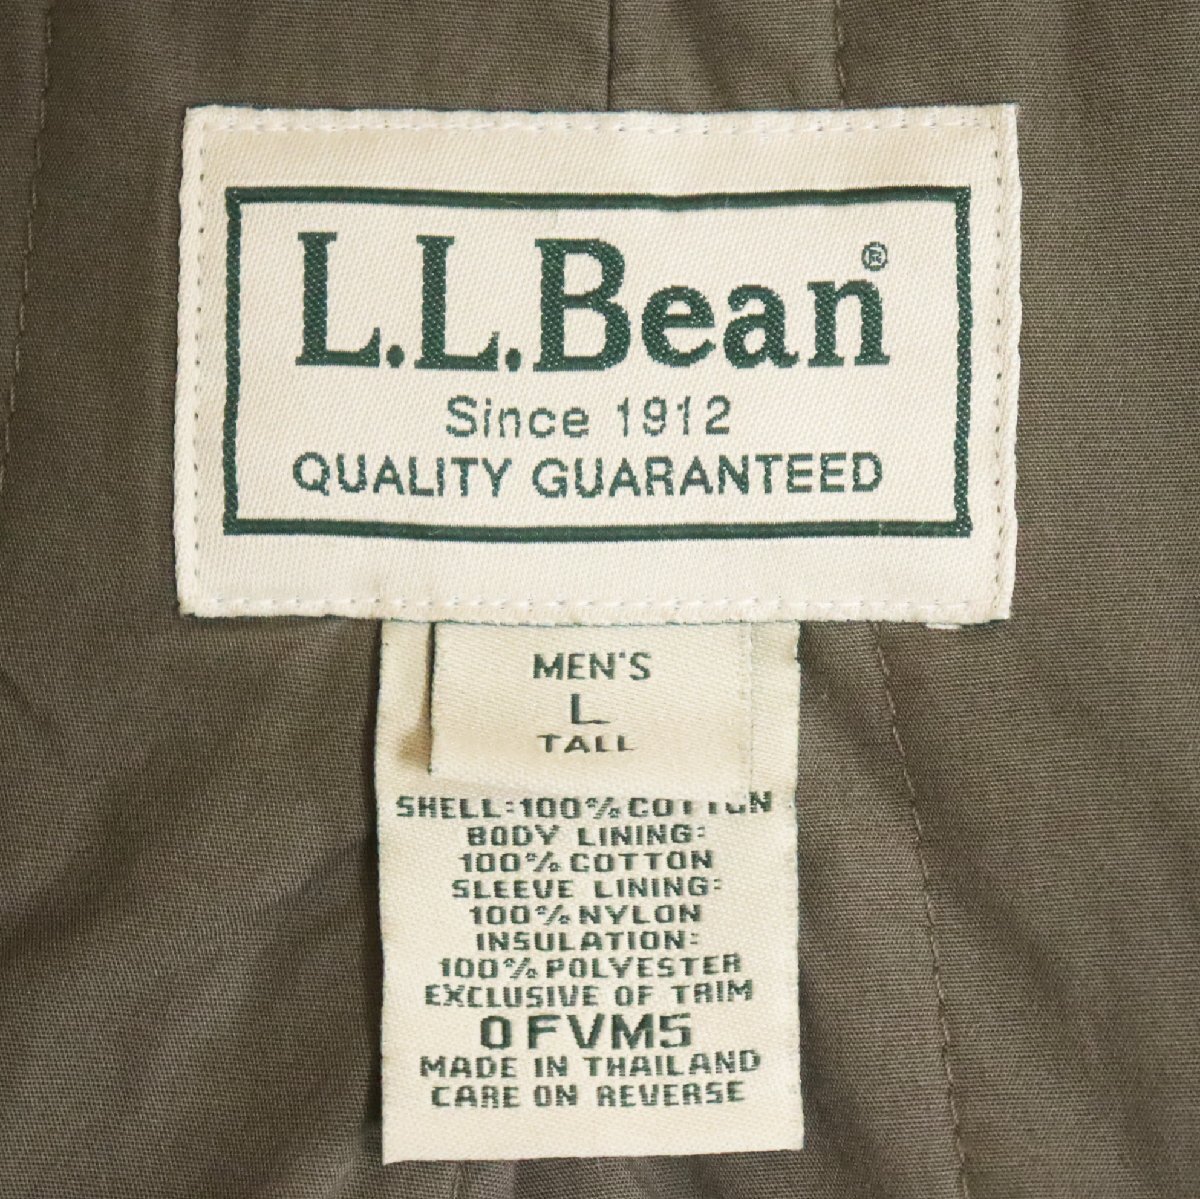 L.L.Bean®
Since 1912
QUALITY GUARANTEED
MEN'S
L
TALL
SHELL:100% COTTON
BODY LINING:
100% COTTON
SLEEVE LINING:
100% NYLON
INSULATION:
100% POLYESTER
EXCLUSIVE OF TRIM
0FVM5
MADE IN THAILAND
CARE ON REVERSE